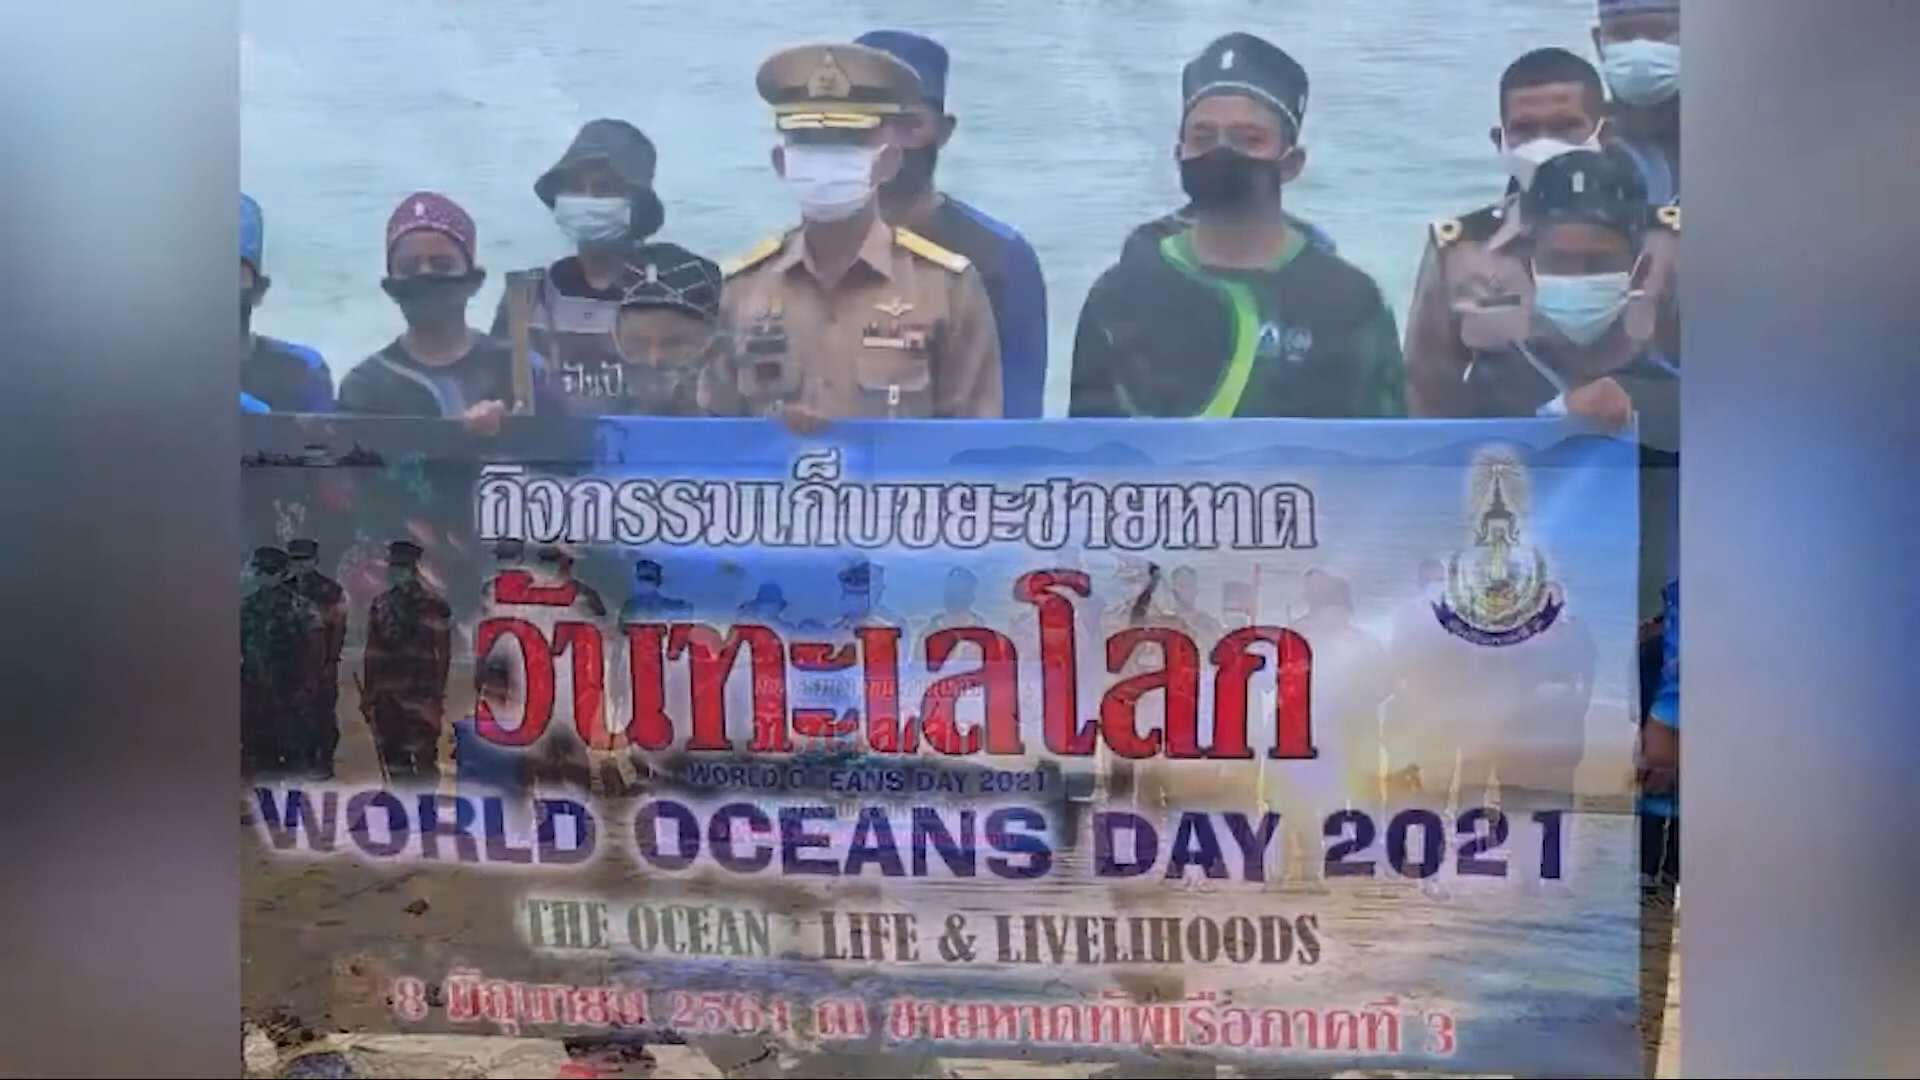 กิจกรรมเก็บขยะชายหาด
วันทะเลโลก
WORLD OCEANS DAY 2021
WORLD OCEANS DAY 2021
THE OCEAN : LIFE & LIVELIHOODS
8 มิถุนายน 2564 ณ ชายหาดทัพเรือภาคที่ 3